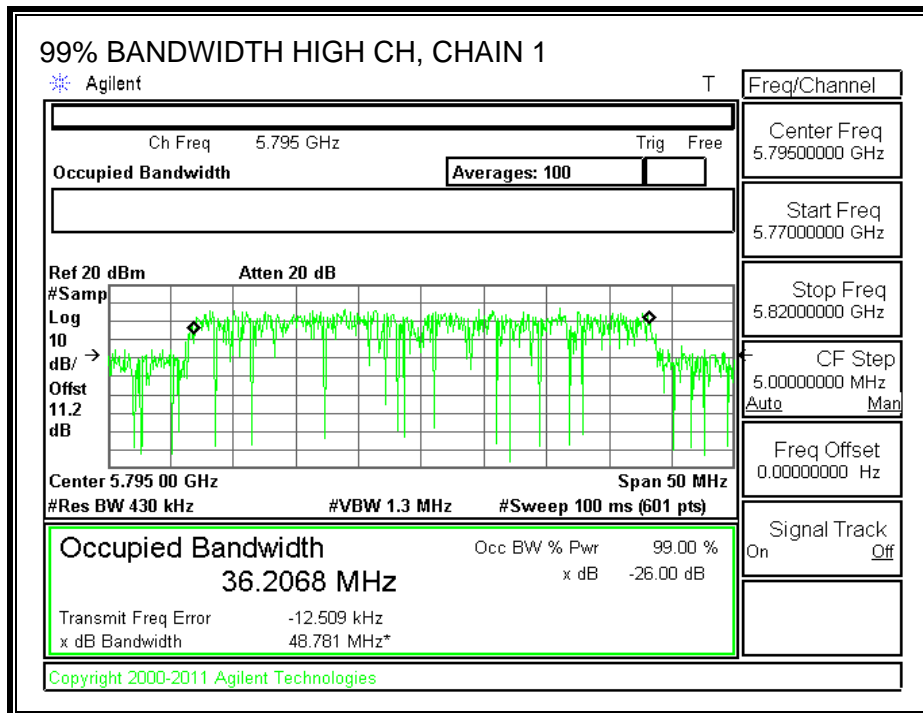 99% BANDWIDTH HIGH CH, CHAIN 1
Agilent T
Ch Freq 5.795 GHz Trig Free
Occupied Bandwidth Averages: 100
Ref 20 dBm Atten 20 dB
#Samp
Log
10
dB/
Offst
11.2
dB
Center 5.795 00 GHz Span 50 MHz
#Res BW 430 kHz #VBW 1.3 MHz #Sweep 100 ms (601 pts)
Occupied Bandwidth Occ BW % Pwr 99.00 %
36.2068 MHz x dB -26.00 dB
Transmit Freq Error -12.509 kHz
x dB Bandwidth 48.781 MHz*
Copyright 2000-2011 Agilent Technologies
Freq/Channel
Center Freq
5.79500000 GHz
Start Freq
5.77000000 GHz
Stop Freq
5.82000000 GHz
CF Step
5.00000000 MHz
Auto Man
Freq Offset
0.00000000 Hz
Signal Track
On Off